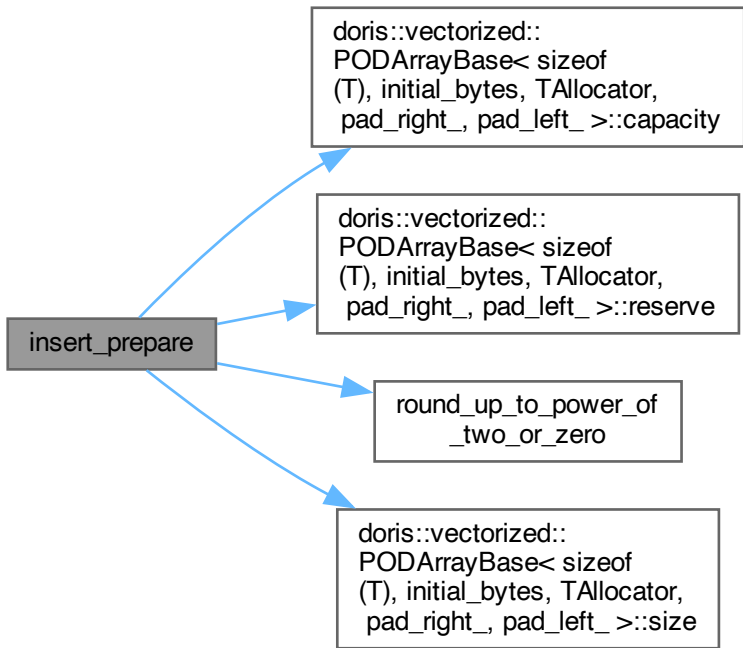 doris::vectorized::
PODArrayBase< sizeof
(T), initial_bytes, TAllocator,
pad_right_, pad_left_ >::capacity
doris::vectorized::
PODArrayBase< sizeof
(T), initial_bytes, TAllocator,
pad_right_, pad_left_ >::reserve
insert_prepare
round_up_to_power_of
_two_or_zero
doris::vectorized::
PODArrayBase< sizeof
(T), initial_bytes, TAllocator,
pad_right_, pad_left_ >::size